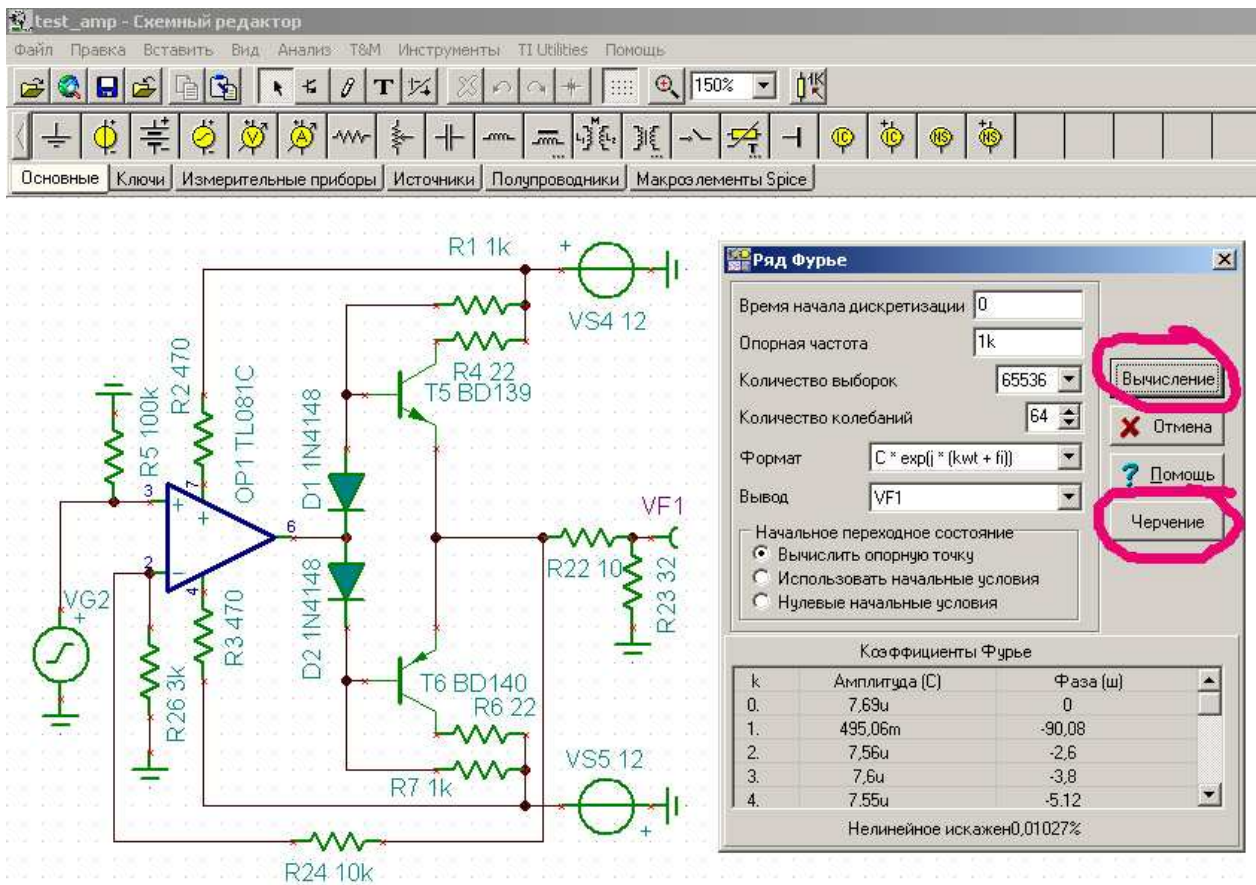 test_amp - Схемный редактор
Файл Правка Вставить Вид Анализ T&M Инструменты TI Utilities Помощь
150%
Основные Ключи Измерительные приборы Источники Полупроводники Макроэлементы Spice
R1 1k
+
VS4 12
R2 470
R4 22
T5 BD139
R5 100k
OP1 TL081C
D1 1N4148
3
7
+
+
6
2
4
VF1
R22 10
R23 32
VG2
+
R3 470
D2 1N4148
R26 3k
T6 BD140
R6 22
VS5 12
R7 1k
+
R24 10k
Ряд Фурье
Время начала дискретизации 0
Опорная частота 1k
Количество выборок 65536
Количество колебаний 64
Формат C * exp(j * (kwt + fi))
Вывод VF1
Начальное переходное состояние
Вычислить опорную точку
Использовать начальные условия
Нулевые начальные условия
Вычисление
Отмена
Помощь
Черчение
Коэффициенты Фурье
k Амплитуда (C) Фаза (ш)
0. 7,69u 0
1. 495,06m -90,08
2. 7,56u -2,6
3. 7,6u -3,8
4. 7,55u -5,12
Нелинейное искажен0,01027%